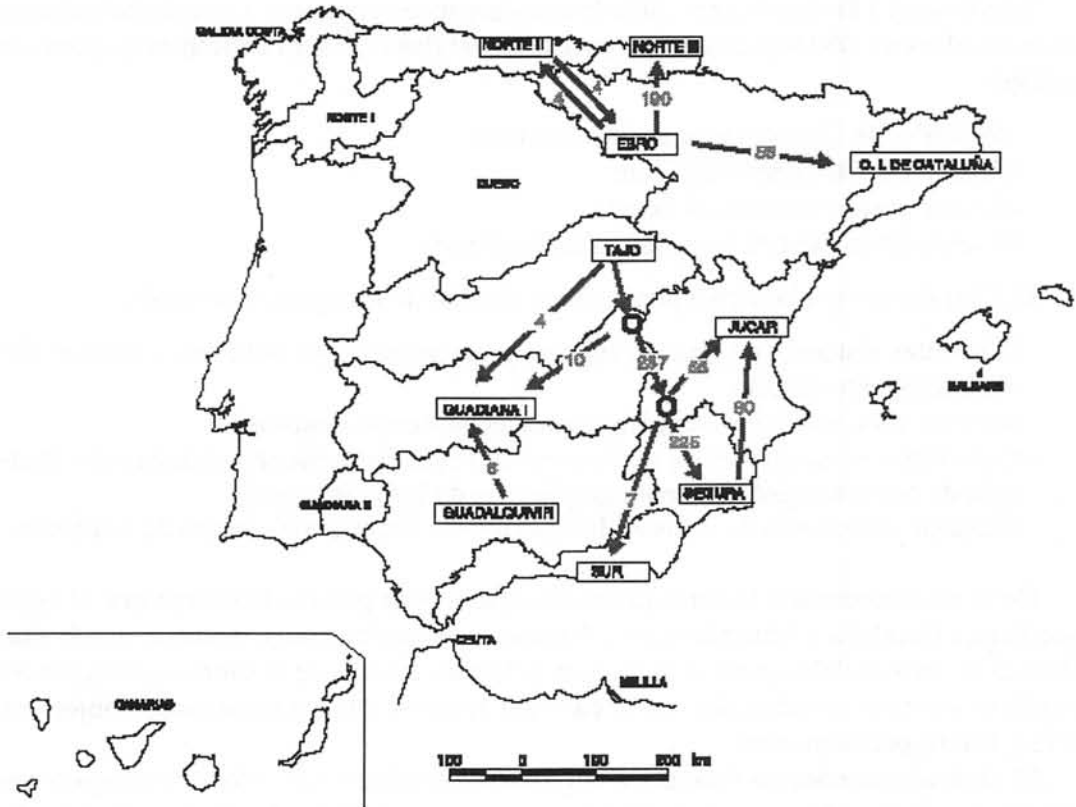 GALICIA COSTA
NORTE II
NORTE III
4
4
190
NORTE I
EBRO
58
C. I. DE CATALUÑA
DUERO
TAJO
4
10
287
55
JUCAR
BALEARES
GUADIANA I
80
225
6
SEGURA
GUADIANA II
GUADALQUIVIR
7
SUR
CEUTA
MELILLA
CANARIAS
100 0 100 200 km